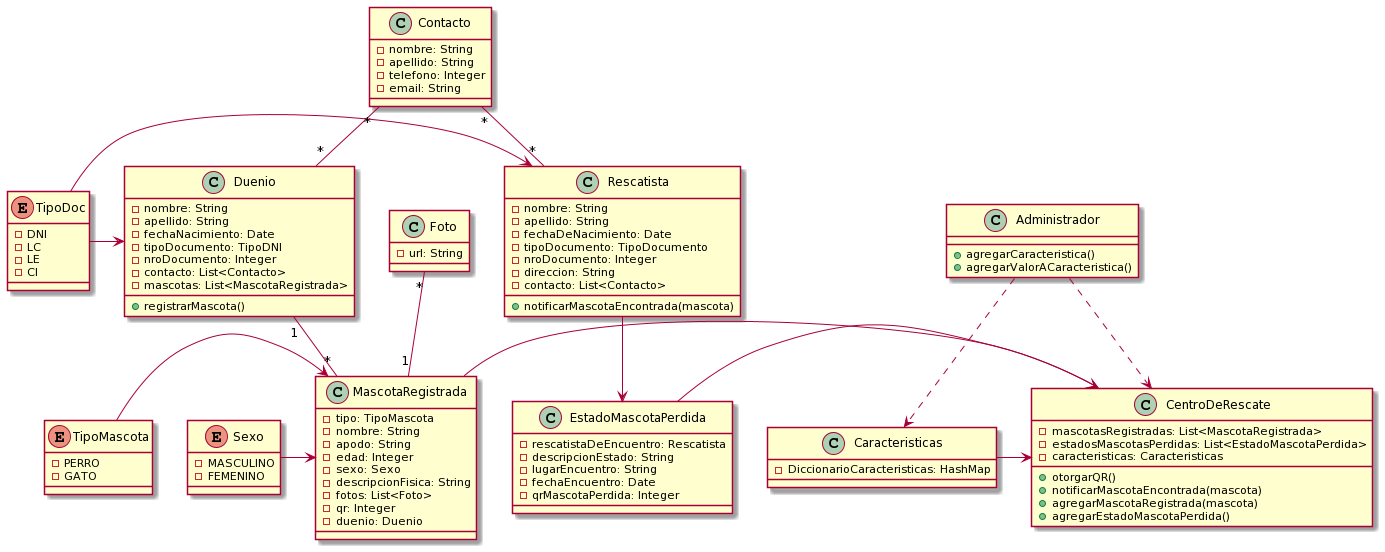 C Contacto
nombre: String
apellido: String
telefono: Integer
email: String
*
*
*
*
E TipoDoc
DNI
LC
LE
CI
C Duenio
nombre: String
apellido: String
fechaNacimiento: Date
tipoDocumento: TipoDNI
nroDocumento: Integer
contacto: List<Contacto>
mascotas: List<MascotaRegistrada>
registrarMascota()
C Foto
url: String
C Rescatista
nombre: String
apellido: String
fechaDeNacimiento: Date
tipoDocumento: TipoDocumento
nroDocumento: Integer
direccion: String
contacto: List<Contacto>
notificarMascotaEncontrada(mascota)
C Administrador
agregarCaracteristica()
agregarValorACaracteristica()
*
1
*
1
E TipoMascota
PERRO
GATO
E Sexo
MASCULINO
FEMENINO
C MascotaRegistrada
tipo: TipoMascota
nombre: String
apodo: String
edad: Integer
sexo: Sexo
descripcionFisica: String
fotos: List<Foto>
qr: Integer
duenio: Duenio
C EstadoMascotaPerdida
rescatistaDeEncuentro: Rescatista
descripcionEstado: String
lugarEncuentro: String
fechaEncuentro: Date
qrMascotaPerdida: Integer
C Caracteristicas
DiccionarioCaracteristicas: HashMap
C CentroDeRescate
mascotasRegistradas: List<MascotaRegistrada>
estadosMascotasPerdidas: List<EstadoMascotaPerdida>
caracteristicas: Caracteristicas
otorgarQR()
notificarMascotaEncontrada(mascota)
agregarMascotaRegistrada(mascota)
agregarEstadoMascotaPerdida()